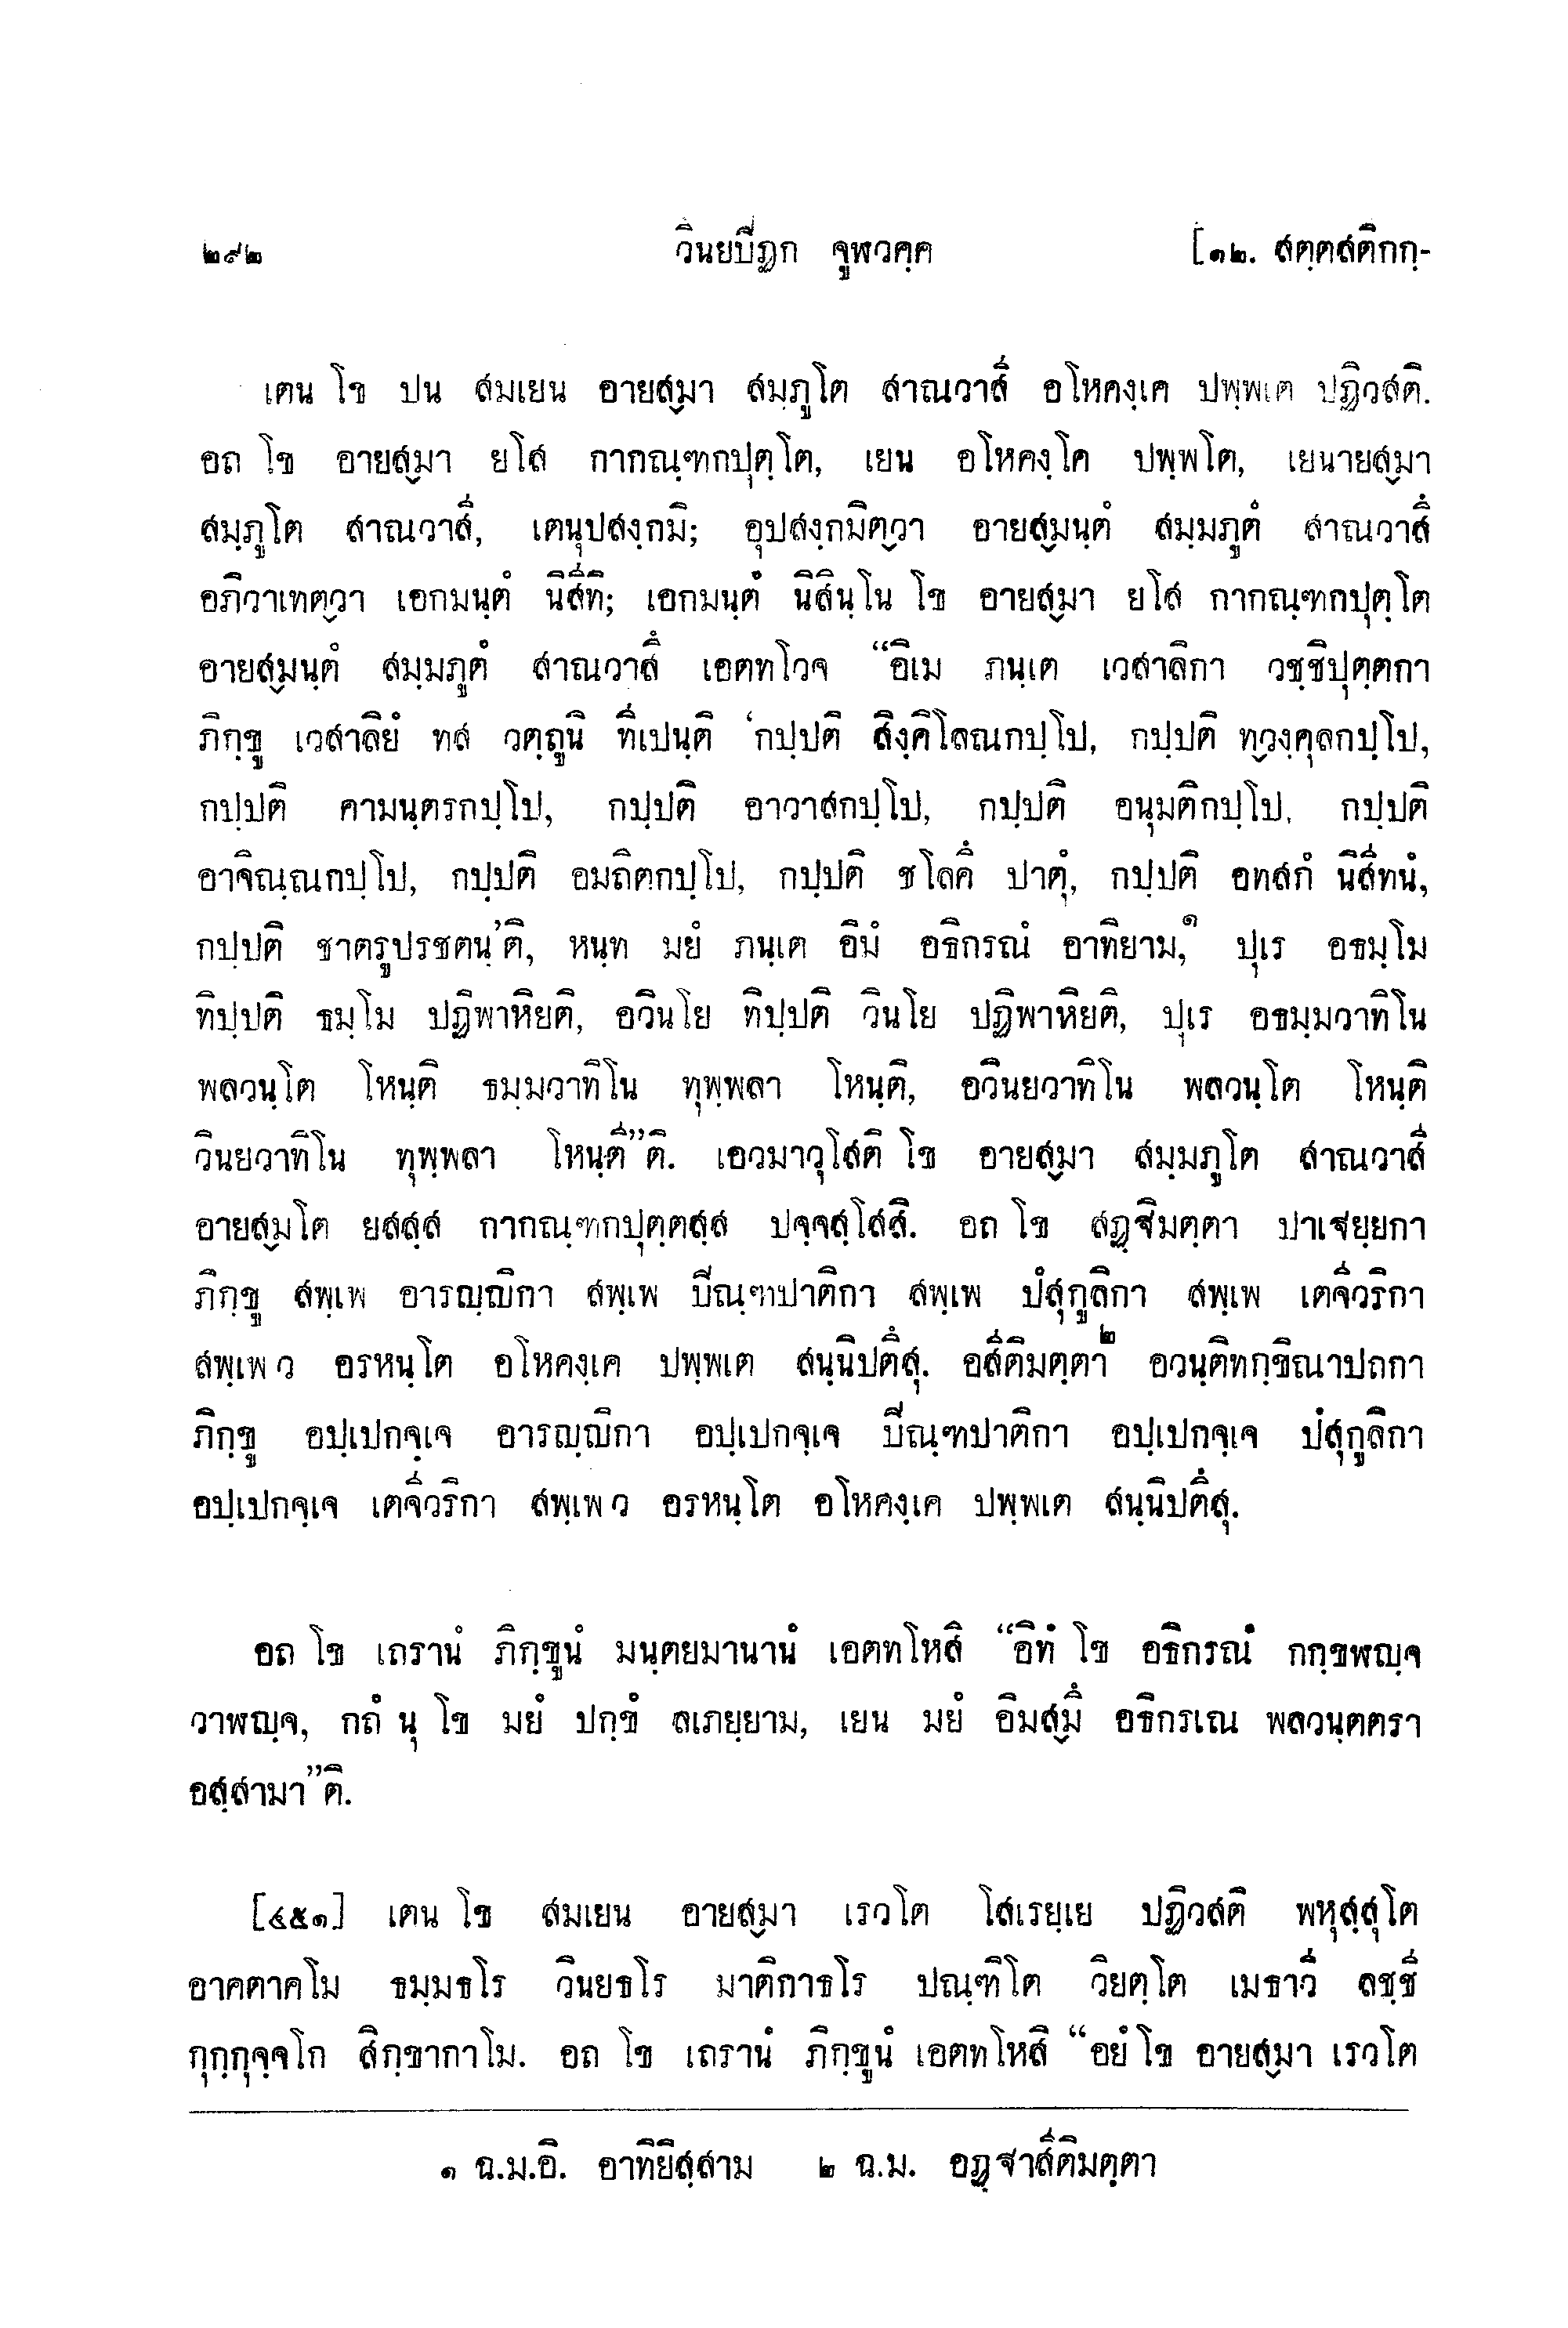 ๒๙๒ วินยปิฏก จูฬวคฺค [๑๒. สตฺตสติกกฺ-
เตน โข ปน สมเยน อายสฺมา สมฺภูโต สาณวาสี อโหคงฺเค ปพฺพเต ปฏิวสติ.
อถ โข อายสฺมา ยโส กากณฺฑกปุตฺโต, เยน อโหคงฺโค ปพฺพโต, เยนายสฺมา
สมฺภูโต สาณวาสี, เตนุปสงฺกมิ; อุปสงฺกมิตฺวา อายสฺมนฺตํ สมฺมภูตํ สาณวาสึ
อภิวาเทตฺวา เอกมนฺตํ นิสีทิ; เอกมนฺตํ นิสินฺโน โข อายสฺมา ยโส กากณฺฑกปุตฺโต
อายสฺมนฺตํ สมฺมภูตํ สาณวาสึ เอตทโวจ “อิเม ภนฺเต เวสาลิกา วชฺชิปุตฺตกา
ภิกฺขู เวสาลิยํ ทส วตฺถูนิ ทีเปนฺติ ‘กปฺปติ สิงฺคิโลณกปฺโป, กปฺปติ ทฺวงฺคุลกปฺโป,
กปฺปติ คามนฺตรกปฺโป, กปฺปติ อาวาสกปฺโป, กปฺปติ อนุมติกปฺโป, กปฺปติ
อาจิณฺณกปฺโป, กปฺปติ อมถิตกปฺโป, กปฺปติ ชโลคึ ปาตุํ, กปฺปติ อทสกํ นิสีทนํ,
กปฺปติ ชาตรูปรชตนฺ’ติ, หนฺท มยํ ภนฺเต อิมํ อธิกรณํ อาทิยาม,๑ ปุเร อธมฺโม
ทิปฺปติ ธมฺโม ปฏิพาหิยติ, อวินโย ทิปฺปติ วินโย ปฏิพาหิยติ, ปุเร อธมฺมวาทิโน
พลวนฺโต โหนฺติ ธมฺมวาทิโน ทุพฺพลา โหนฺติ, อวินยวาทิโน พลวนฺโต โหนฺติ
วินยวาทิโน ทุพฺพลา โหนฺตี”ติ. เอวมาวุโสติ โข อายสฺมา สมฺมภูโต สาณวาสี
อายสฺมโต ยสสฺส กากณฺฑกปุตฺตสฺส ปจฺจสฺโสสิ. อถ โข สฏฺฐิมตฺตา ปาเฐยฺยกา
ภิกฺขู สพฺเพ อารญฺญิกา สพฺเพ ปิณฺฑปาติกา สพฺเพ ปํสุกูลิกา สพฺเพ เตจีวริกา
สพฺเพ ว อรหนฺโต อโหคงฺเค ปพฺพเต สนฺนิปตึสุ. อสีติมตฺตา๒ อวนฺติทกฺขิณาปถกา
ภิกฺขู อปฺเปกจฺเจ อารญฺญิกา อปฺเปกจฺเจ ปิณฺฑปาติกา อปฺเปกจฺเจ ปํสุกูลิกา
อปฺเปกจฺเจ เตจีวริกา สพฺเพ ว อรหนฺโต อโหคงฺเค ปพฺพเต สนฺนิปตึสุ.
อถ โข เถรานํ ภิกฺขูนํ มนฺตยมานานํ เอตทโหสิ “อิทํ โข อธิกรณํ กกฺขฬญฺจ
วาฬญฺจ, กถํ นุ โข มยํ ปกฺขํ ลเภยฺยาม, เยน มยํ อิมสฺมึ อธิกรเณ พลวนฺตตรา
อสฺสามา”ติ.
[๔๕๑] เตน โข สมเยน อายสฺมา เรวโต โสเรยฺเย ปฏิวสติ พหุสฺสุโต
อาคตาคโม ธมฺมธโร วินยธโร มาติกาธโร ปณฺฑิโต วิยตฺโต เมธาวี ลชฺชี
กุกฺกุจฺจโก สิกฺขากาโม. อถ โข เถรานํ ภิกฺขูนํ เอตทโหสิ “อยํ โข อายสฺมา เรวโต
๑ ฉ.ม.อิ. อาทิยิสฺสาม ๒ ฉ.ม. อฏฺฐาสีติมตฺตา